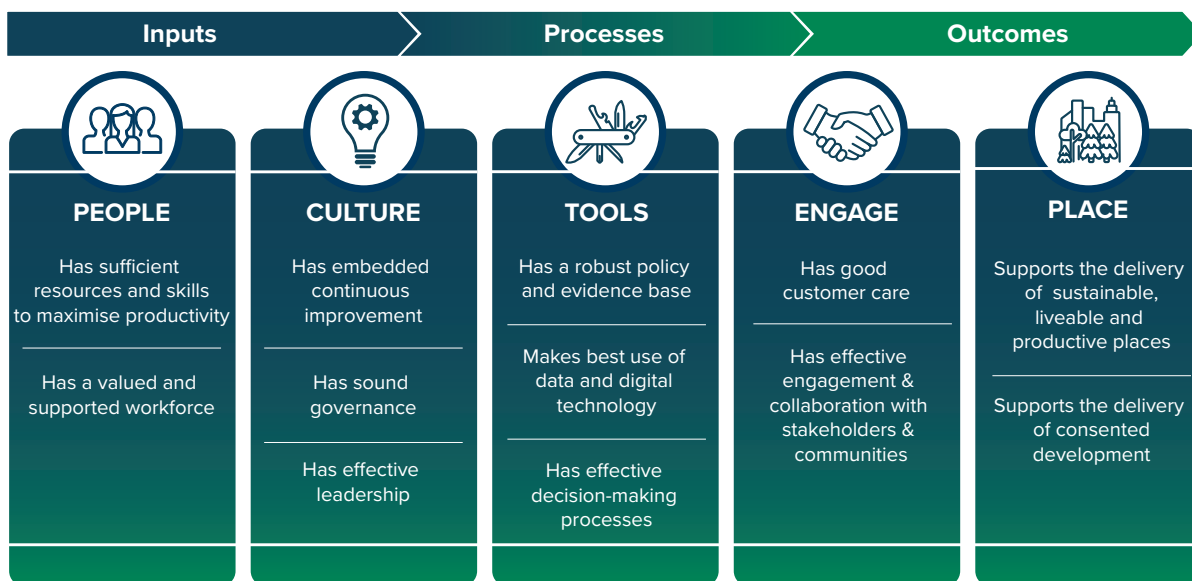 Inputs
Processes
Outcomes
PEOPLE
Has sufficient
resources and skills
to maximise productivity
Has a valued and
supported workforce
CULTURE
Has embedded
continuous
improvement
Has sound
governance
Has effective
leadership
TOOLS
Has a robust policy
and evidence base
Makes best use of
data and digital
technology
Has effective
decision-making
processes
ENGAGE
Has good
customer care
Has effective
engagement &
collaboration with
stakeholders &
communities
PLACE
Supports the delivery
of sustainable,
liveable and
productive places
Supports the delivery
of consented
development